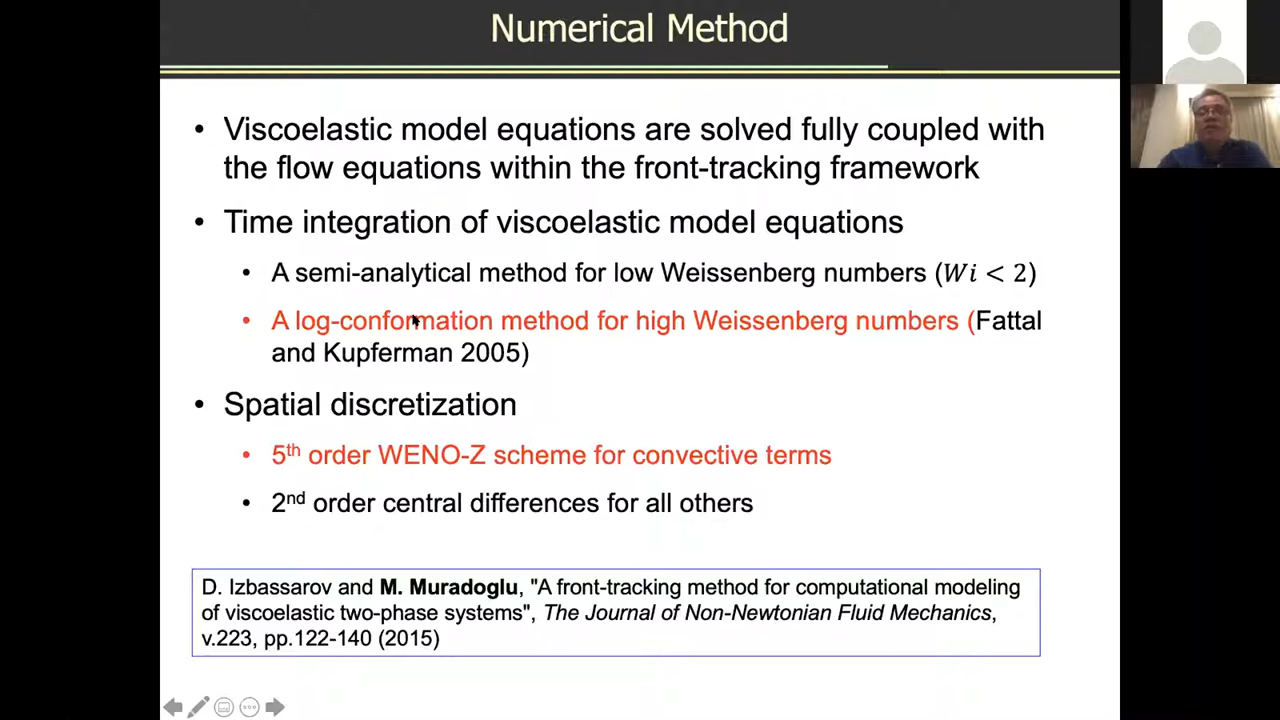 Numerical Method
• Viscoelastic model equations are solved fully coupled with
the flow equations within the front-tracking framework
• Time integration of viscoelastic model equations
• A semi-analytical method for low Weissenberg numbers (𝑊𝑖 < 2)
• A log-conformation method for high Weissenberg numbers (Fattal
and Kupferman 2005)
• Spatial discretization
• 5th order WENO-Z scheme for convective terms
• 2nd order central differences for all others
D. Izbassarov and M. Muradoglu, "A front-tracking method for computational modeling
of viscoelastic two-phase systems", The Journal of Non-Newtonian Fluid Mechanics,
v.223, pp.122-140 (2015)